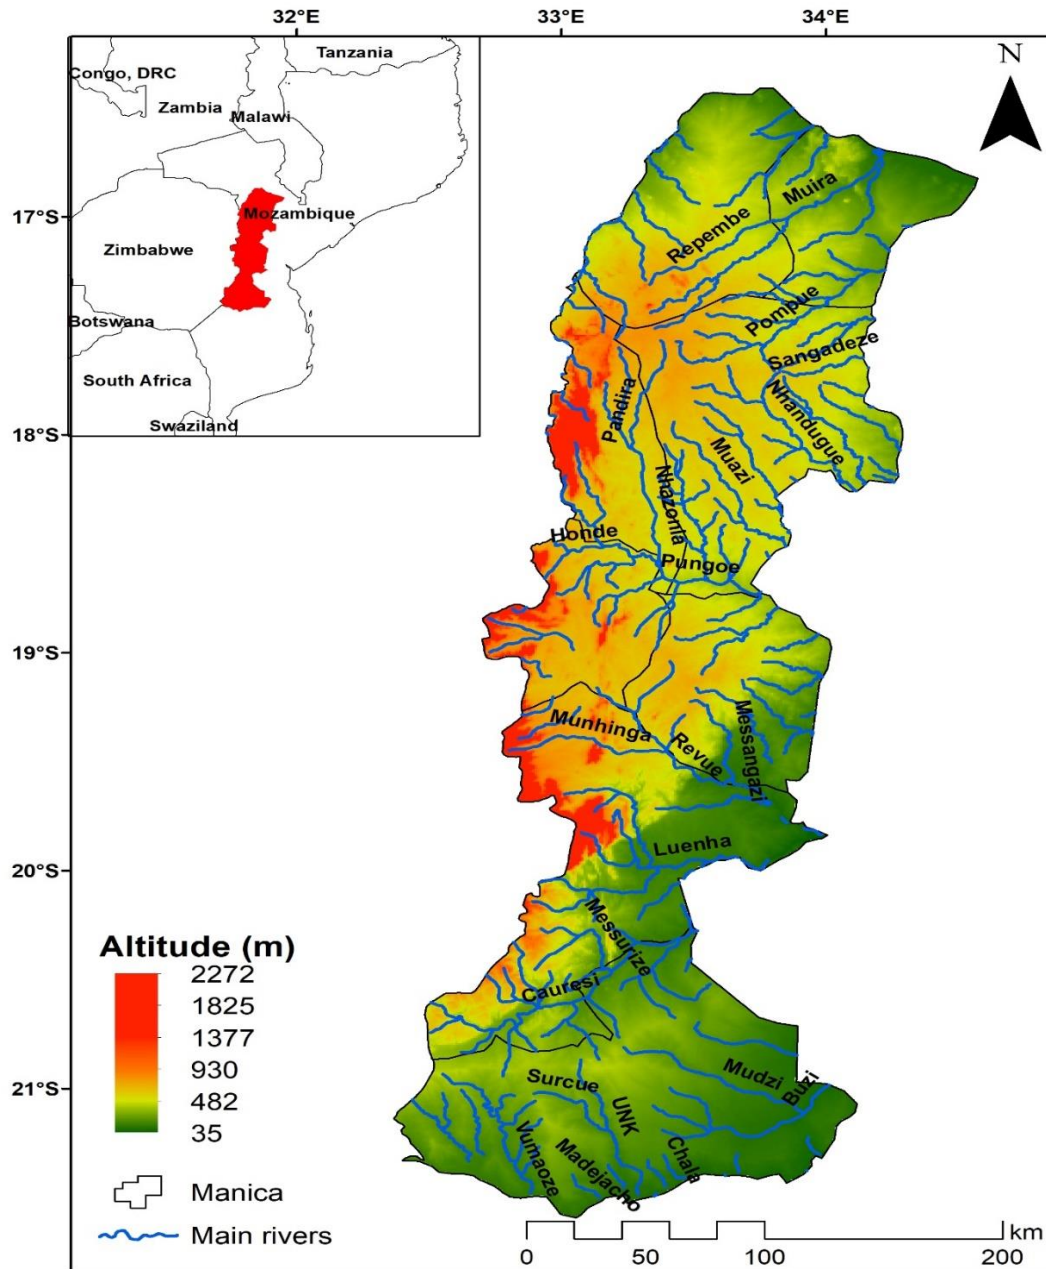 32°E
33°E
34°E
N
Tanzania
Congo, DRC
Zambia
Malawi
17°S
Mozambique
Zimbabwe
Botswana
South Africa
Swaziland
18°S
Muira
Repembe
Pompue
Sangadeze
Nhandugue
Pandira
Muazi
Nhazonia
Honde
Pungoe
19°S
Munhinga
Revue
Messangazi
Luenha
20°S
Messurize
Cauresi
21°S
Surcue
Mudzi
Buzi
UNK
Vumaoze
Madejacho
Chala
Altitude (m)
2272
1825
1377
930
482
35
Manica
Main rivers
km
0
50
100
200